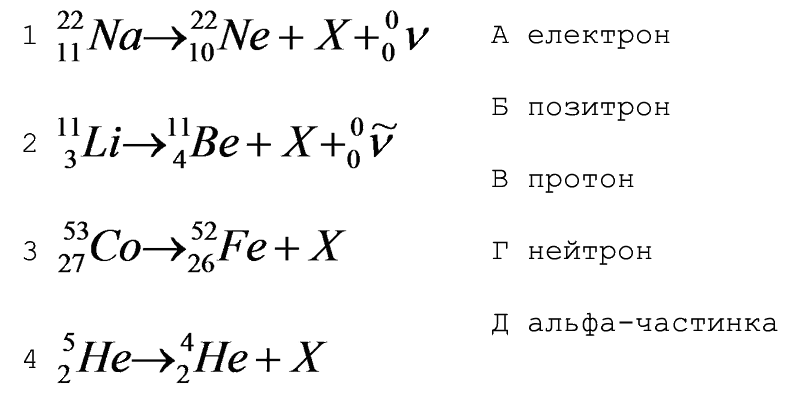 1 ²²₁₁Na→²²₁₀Ne + X + ⁰₀ν
2 ¹¹₃Li→¹¹₄Be + X + ⁰₀ν̃
3 ⁵³₂₇Co→⁵²₂₆Fe + X
4 ⁵₂He→⁴₂He + X
А електрон
Б позитрон
В протон
Г нейтрон
Д альфа-частинка